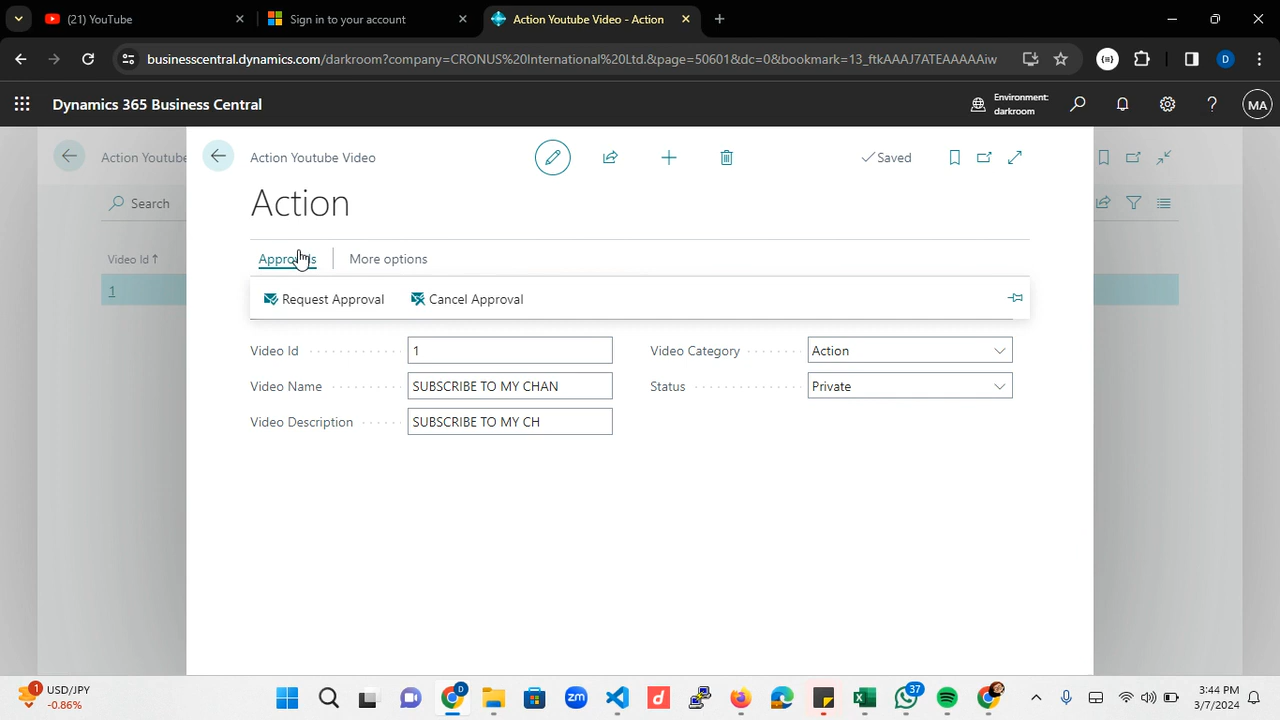 (21) YouTube
Sign in to your account
Action Youtube Video - Action
businesscentral.dynamics.com/darkroom?company=CRONUS%20International%20Ltd.&page=50601&dc=0&bookmark=13_ftkAAAJ7ATEAAAAAiw
D
Dynamics 365 Business Central
Environment:
darkroom
MA
Action Youtube
Search
Video Id ↑
1
Action Youtube Video
Saved
Action
Approvals
More options
Request Approval
Cancel Approval
Video Id
1
Video Category
Action
Video Name
SUBSCRIBE TO MY CHAN
Status
Private
Video Description
SUBSCRIBE TO MY CH
1
USD/JPY
-0.86%
D
zm
37
3:44 PM
3/7/2024